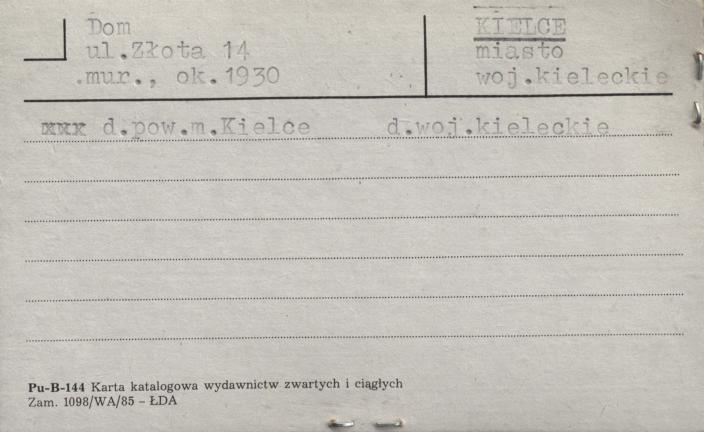 Dom
ul.Złota 14
.mur., ok.1930
KIELCE
miasto
woj.kieleckie
xxx d.pow.m.Kielce d.woj.kieleckie
Pu-B-144 Karta katalogowa wydawnictw zwartych i ciągłych
Zam. 1098/WA/85 – ŁDA